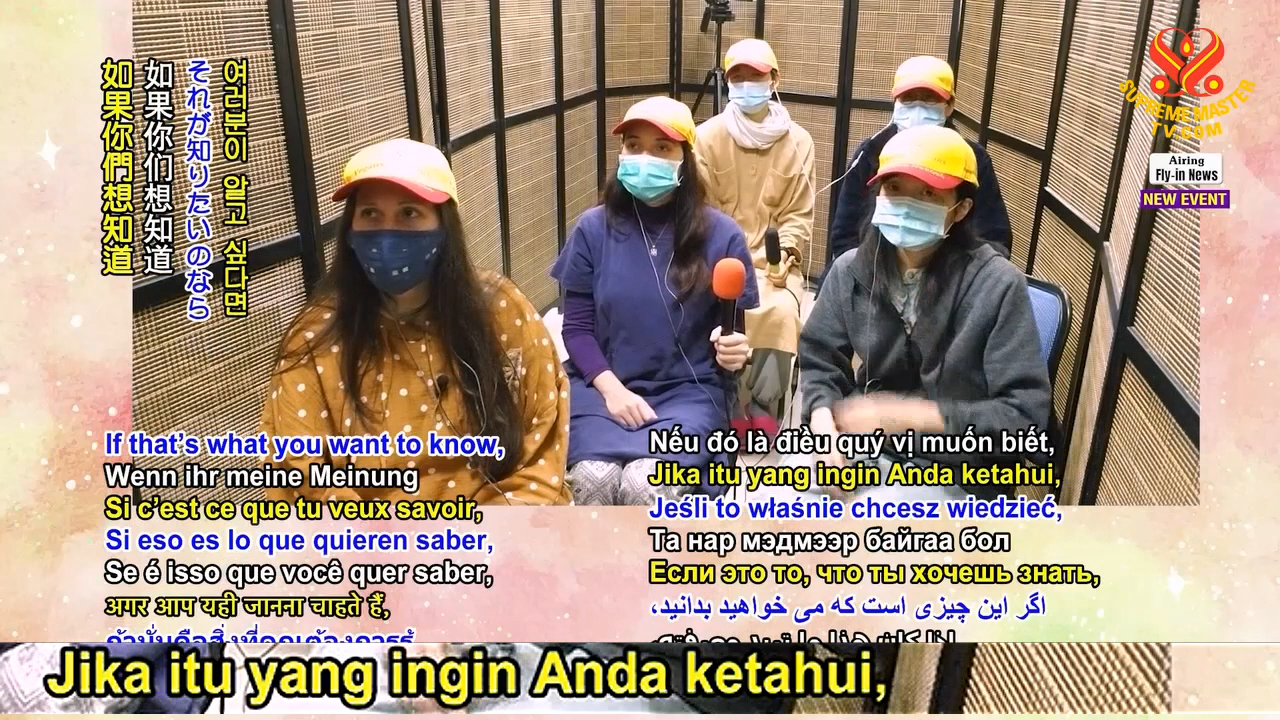 如果你們想知道
如果你们想知道
それが知りたいのなら
여러분이 알고 싶다면
SUPREME MASTER
TV.COM
Airing
Fly-in News
NEW EVENT
If that’s what you want to know,
Wenn ihr meine Meinung
Si c’est ce que tu veux savoir,
Si eso es lo que quieren saber,
Se é isso que você quer saber,
अगर आप यही जानना चाहते हैं,
Nếu đó là điều quý vị muốn biết,
Jika itu yang ingin Anda ketahui,
Jeśli to właśnie chcesz wiedzieć,
Та нар мэдмээр байгаа бол
Если это то, что ты хочешь знать,
اگر این چیزی است که می خواهید بدانید،
Jika itu yang ingin Anda ketahui,